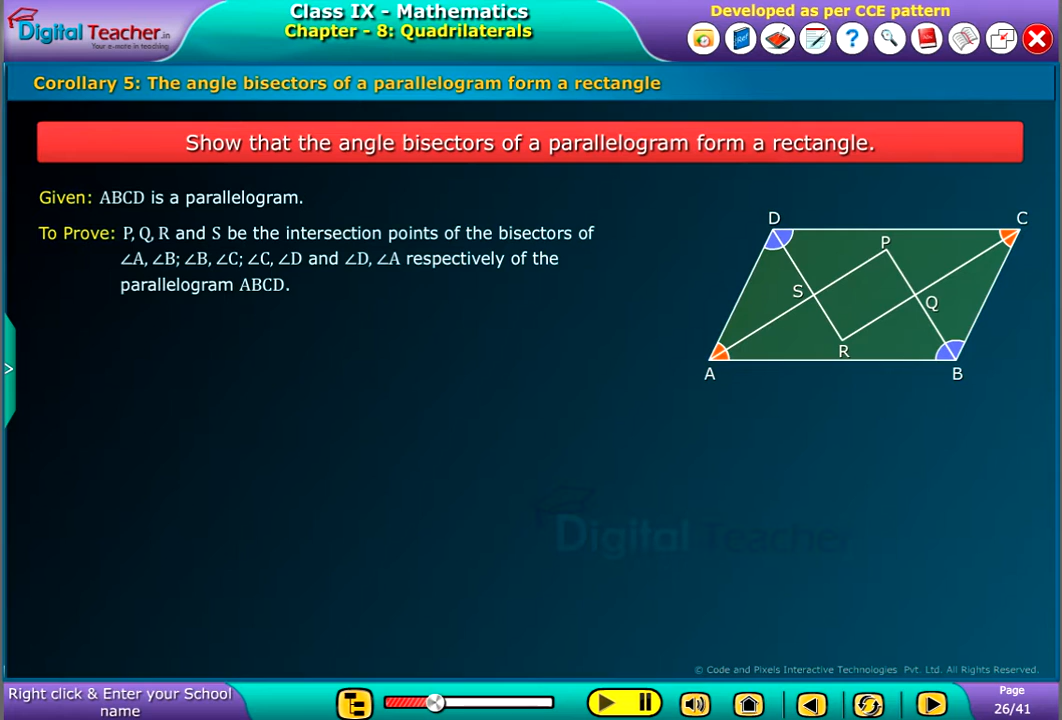 Digital Teacher.in
Your e-mate in teaching
Class IX - Mathematics
Chapter - 8: Quadrilaterals
Developed as per CCE pattern
Ref
?
Corollary 5: The angle bisectors of a parallelogram form a rectangle
Show that the angle bisectors of a parallelogram form a rectangle.
Given: ABCD is a parallelogram.
To Prove: P, Q, R and S be the intersection points of the bisectors of
∠A, ∠B; ∠B, ∠C; ∠C, ∠D and ∠D, ∠A respectively of the
parallelogram ABCD.
D
C
P
S
Q
R
A
B
>
Digital Teacher
© Code and Pixels Interactive Technologies Pvt. Ltd. All Rights Reserved.
Right click & Enter your School
name
Page
26/41